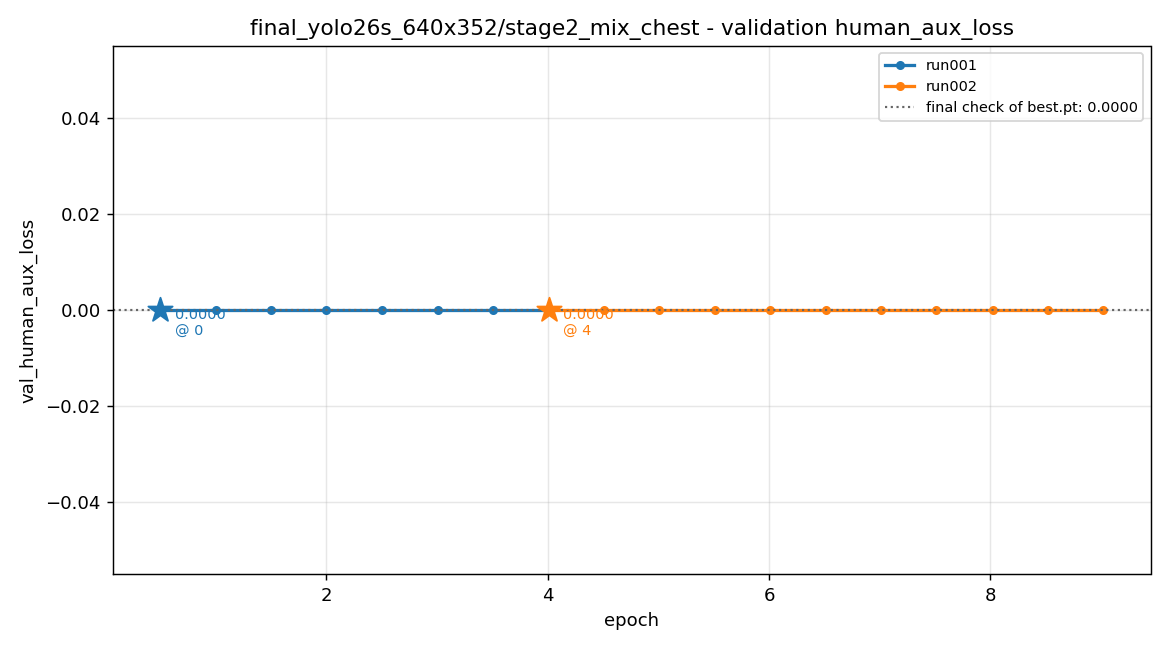 final_yolo26s_640x352/stage2_mix_chest - validation human_aux_loss
run001
run002
final check of best.pt: 0.0000
0.04
0.02
0.00
−0.02
−0.04
val_human_aux_loss
0.0000
@ 0
0.0000
@ 4
2
4
6
8
epoch